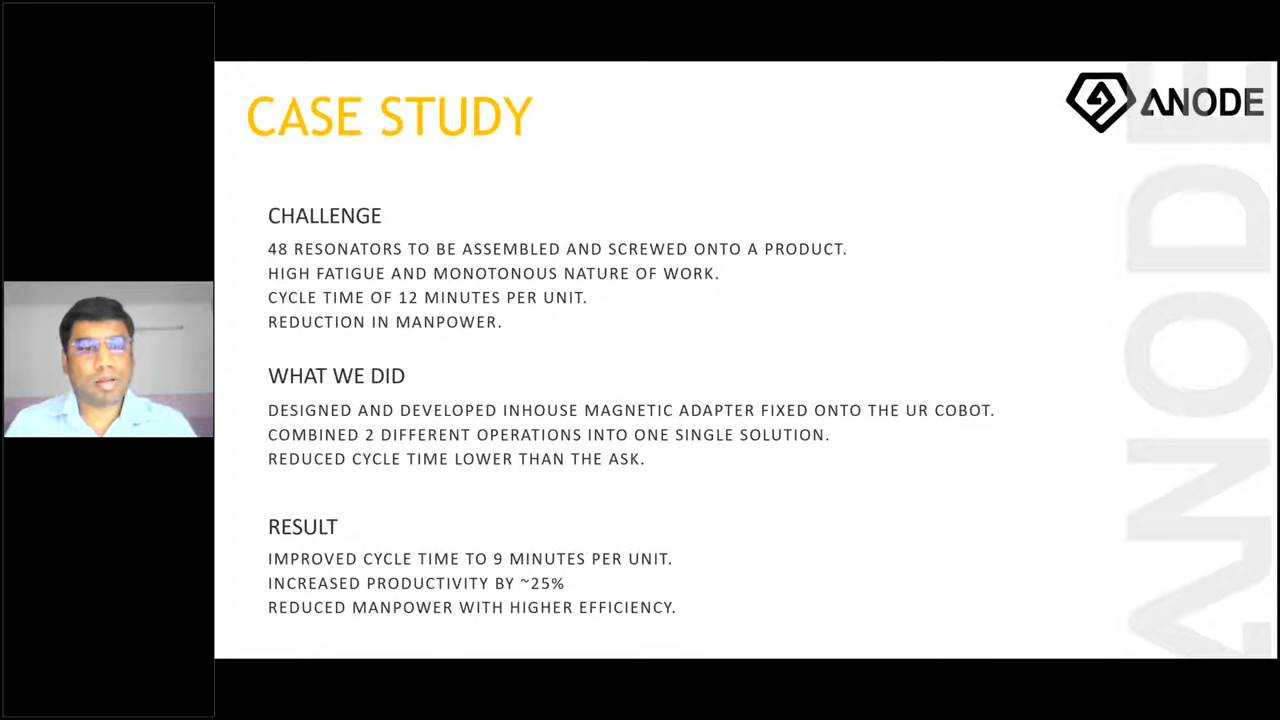 CASE STUDY
ANODE
CHALLENGE
48 RESONATORS TO BE ASSEMBLED AND SCREWED ONTO A PRODUCT.
HIGH FATIGUE AND MONOTONOUS NATURE OF WORK.
CYCLE TIME OF 12 MINUTES PER UNIT.
REDUCTION IN MANPOWER.
WHAT WE DID
DESIGNED AND DEVELOPED INHOUSE MAGNETIC ADAPTER FIXED ONTO THE UR COBOT.
COMBINED 2 DIFFERENT OPERATIONS INTO ONE SINGLE SOLUTION.
REDUCED CYCLE TIME LOWER THAN THE ASK.
RESULT
IMPROVED CYCLE TIME TO 9 MINUTES PER UNIT.
INCREASED PRODUCTIVITY BY ~25%
REDUCED MANPOWER WITH HIGHER EFFICIENCY.
ANODE